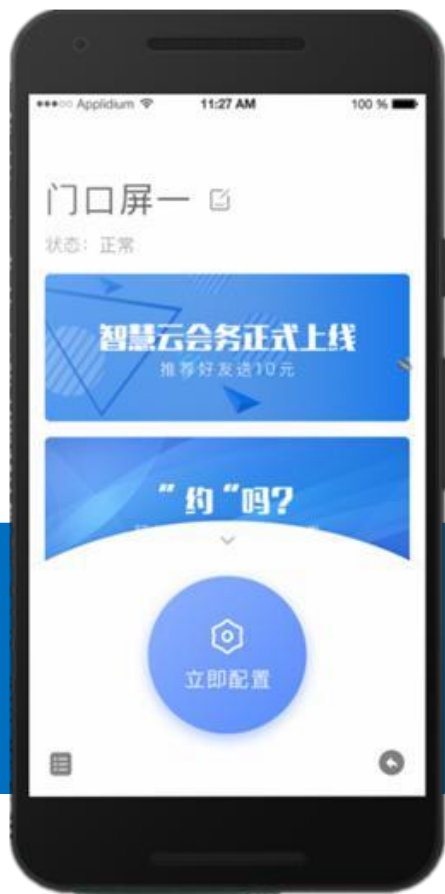 Applidium
11:27 AM
100 %
门口屏一
状态：正常
智慧云会务正式上线
推荐好友送10元
"约"吗?
立即配置